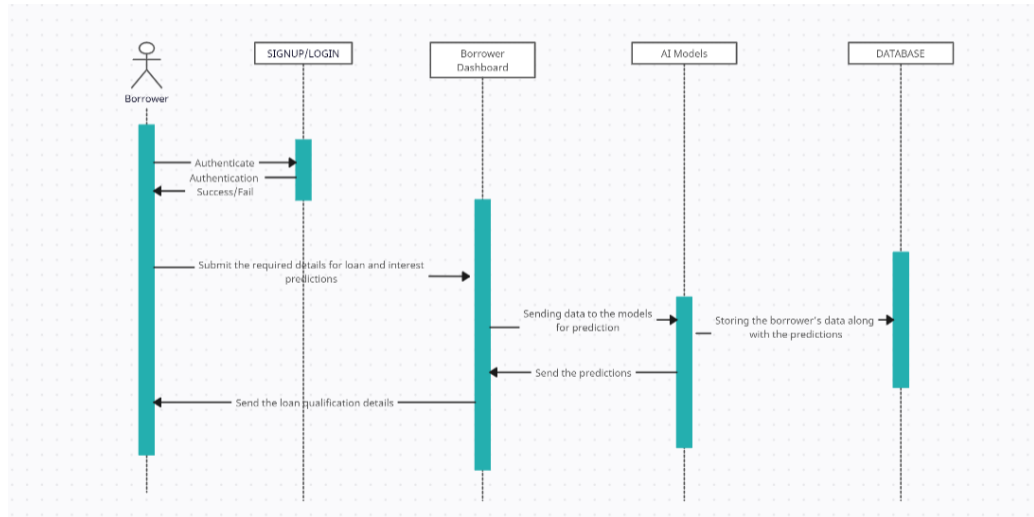 SIGNUP/LOGIN
Borrower
Dashboard
AI Models
DATABASE
Borrower
Authenticate
Authentication
Success/Fail
Submit the required details for loan and interest
predictions
Sending data to the models
for prediction
Storing the borrower's data along
with the predictions
Send the predictions
Send the loan qualification details